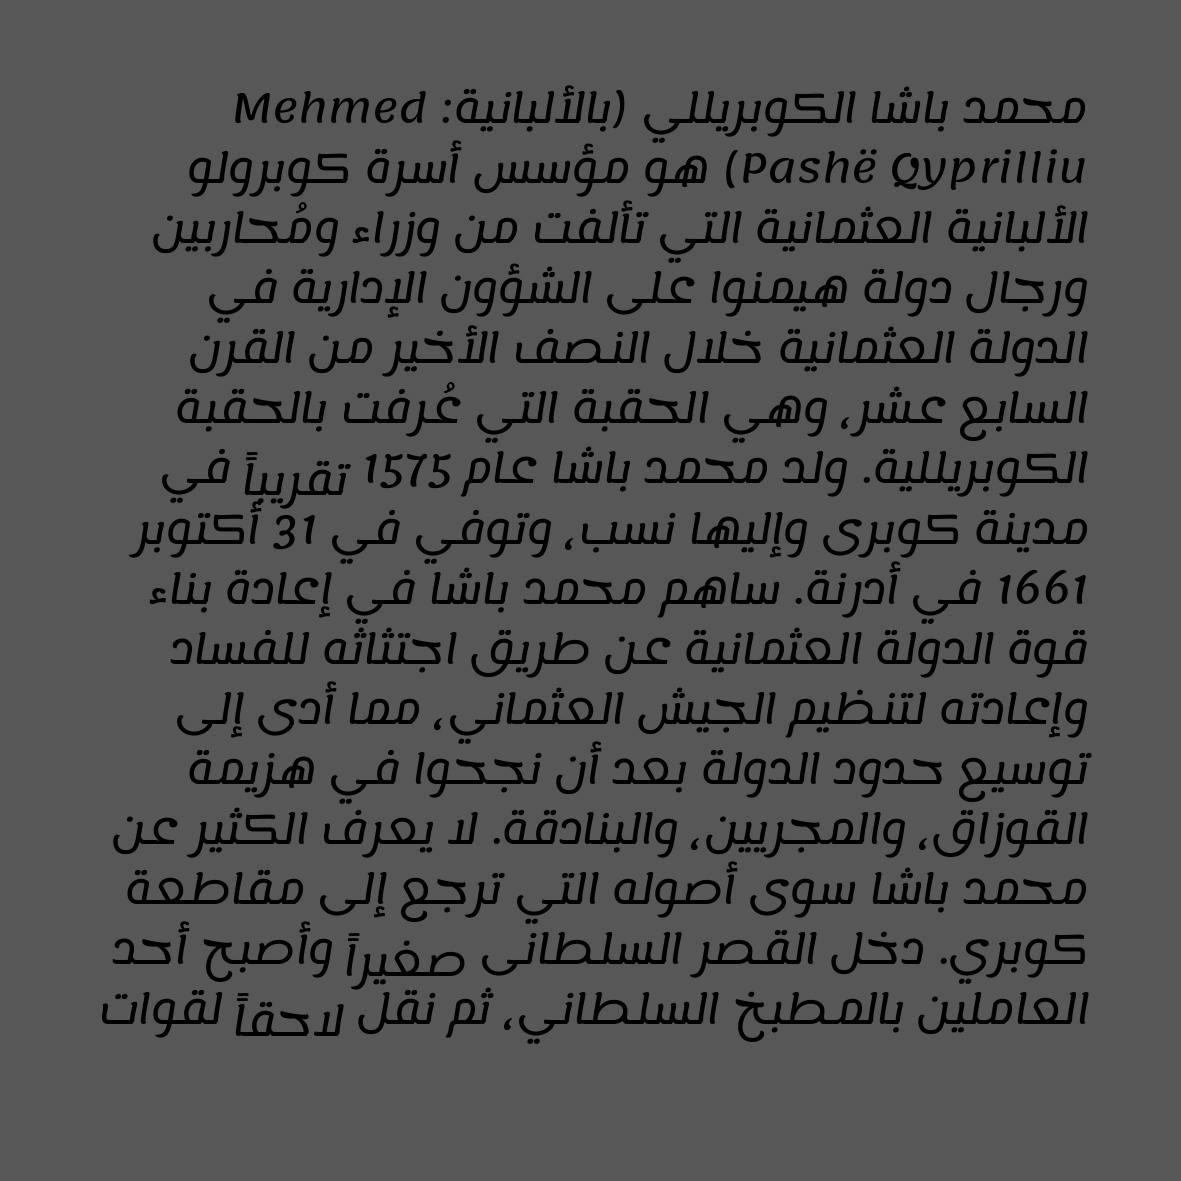 محمد باشا الكوبريللي (بالألبانية: Mehmed
Pashë Qyprilliu) هو مؤسس أسرة كوبرولو
الألبانية العثمانية التي تألفت من وزراء ومُحاربين
ورجال دولة هيمنوا على الشؤون الإدارية في
الدولة العثمانية خلال النصف الأخير من القرن
السابع عشر، وهي الحقبة التي عُرفت بالحقبة
الكوبريللية. ولد محمد باشا عام 1575 تقريباً في
مدينة كوبرى وإليها نسب، وتوفي في 31 أكتوبر
1661 في أدرنة. ساهم محمد باشا في إعادة بناء
قوة الدولة العثمانية عن طريق اجتثاثه للفساد
وإعادته لتنظيم الجيش العثماني، مما أدى إلى
توسيع حدود الدولة بعد أن نجحوا في هزيمة
القوزاق، والمجريين، والبنادقة. لا يعرف الكثير عن
محمد باشا سوى أصوله التي ترجع إلى مقاطعة
كوبري. دخل القصر السلطانى صغيراً وأصبح أحد
العاملين بالمطبخ السلطاني، ثم نقل لاحقاً لقوات